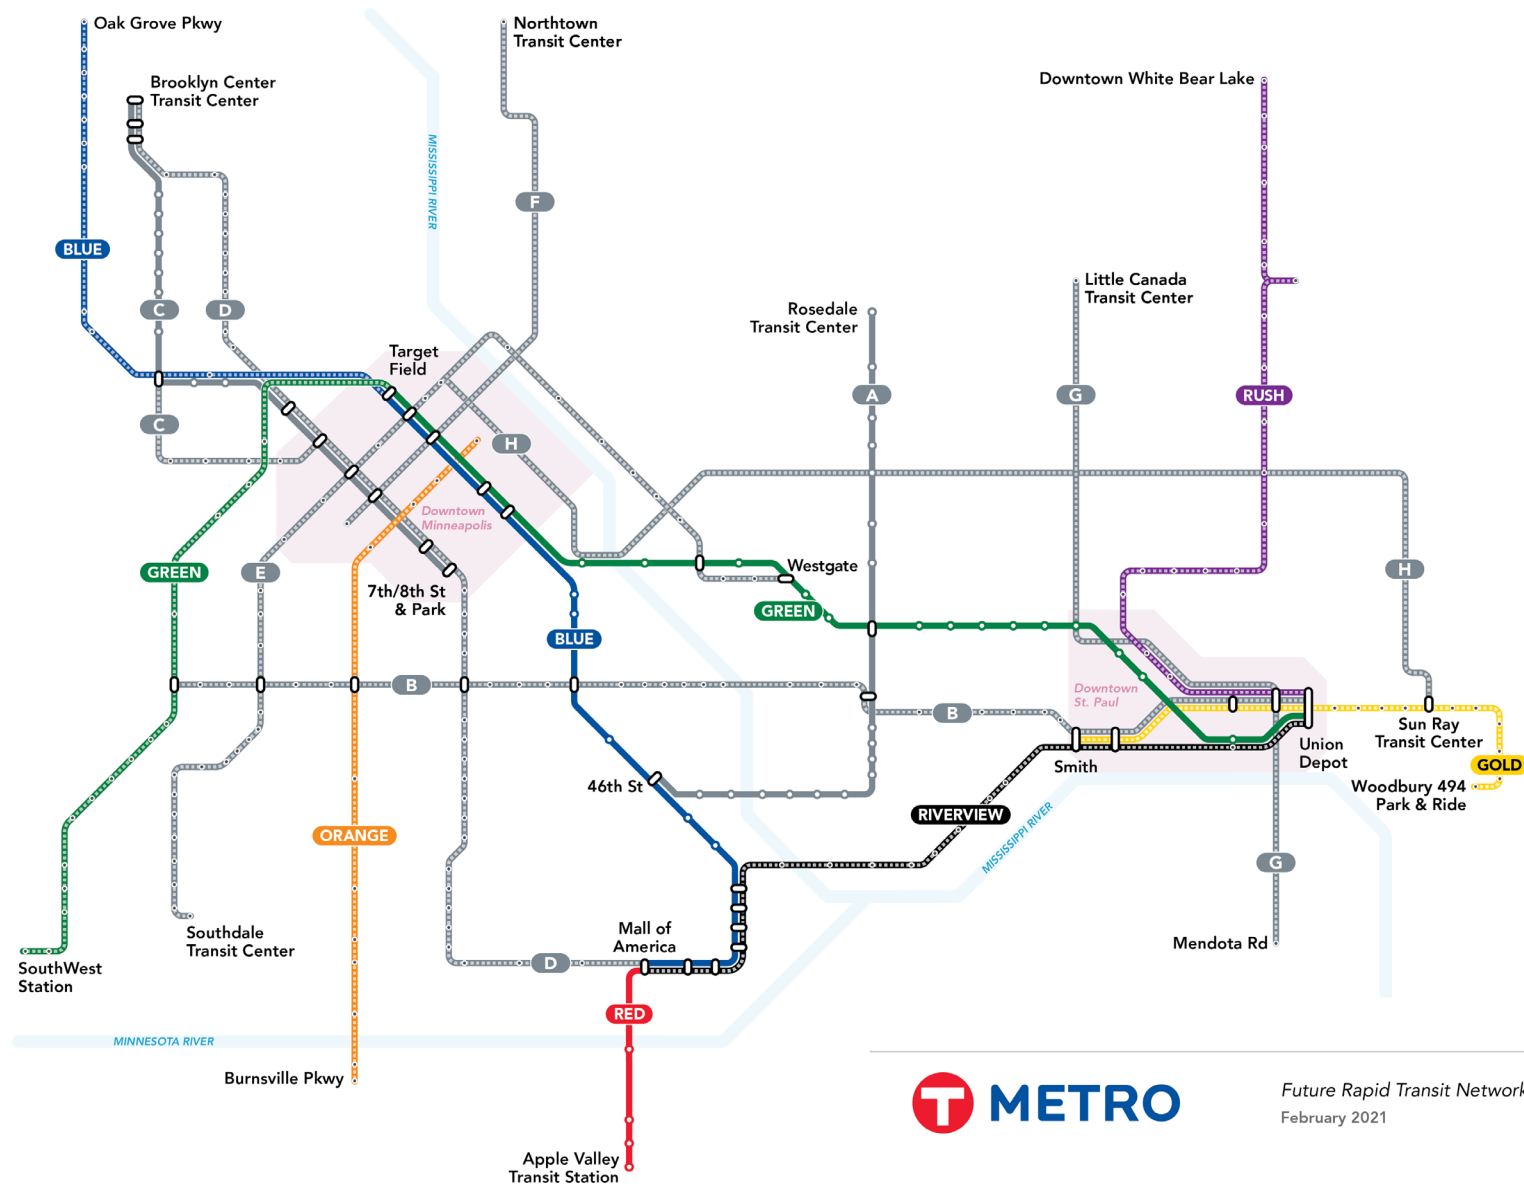 Oak Grove Pkwy
Northtown
Transit Center
Brooklyn Center
Transit Center
Downtown White Bear Lake
MISSISSIPPI RIVER
F
BLUE
Little Canada
Transit Center
C
D
Rosedale
Transit Center
Target
Field
A
G
RUSH
C
H
Downtown
Minneapolis
Westgate
H
GREEN
E
7th/8th St
& Park
GREEN
BLUE
B
Downtown
St. Paul
B
Sun Ray
Transit Center
Union
Depot
Smith
GOLD
46th St
Woodbury 494
Park & Ride
RIVERVIEW
ORANGE
MISSISSIPPI RIVER
G
Southdale
Transit Center
Mall of
America
Mendota Rd
SouthWest
Station
D
RED
MINNESOTA RIVER
Burnsville Pkwy
T METRO
Future Rapid Transit Network
February 2021
Apple Valley
Transit Station